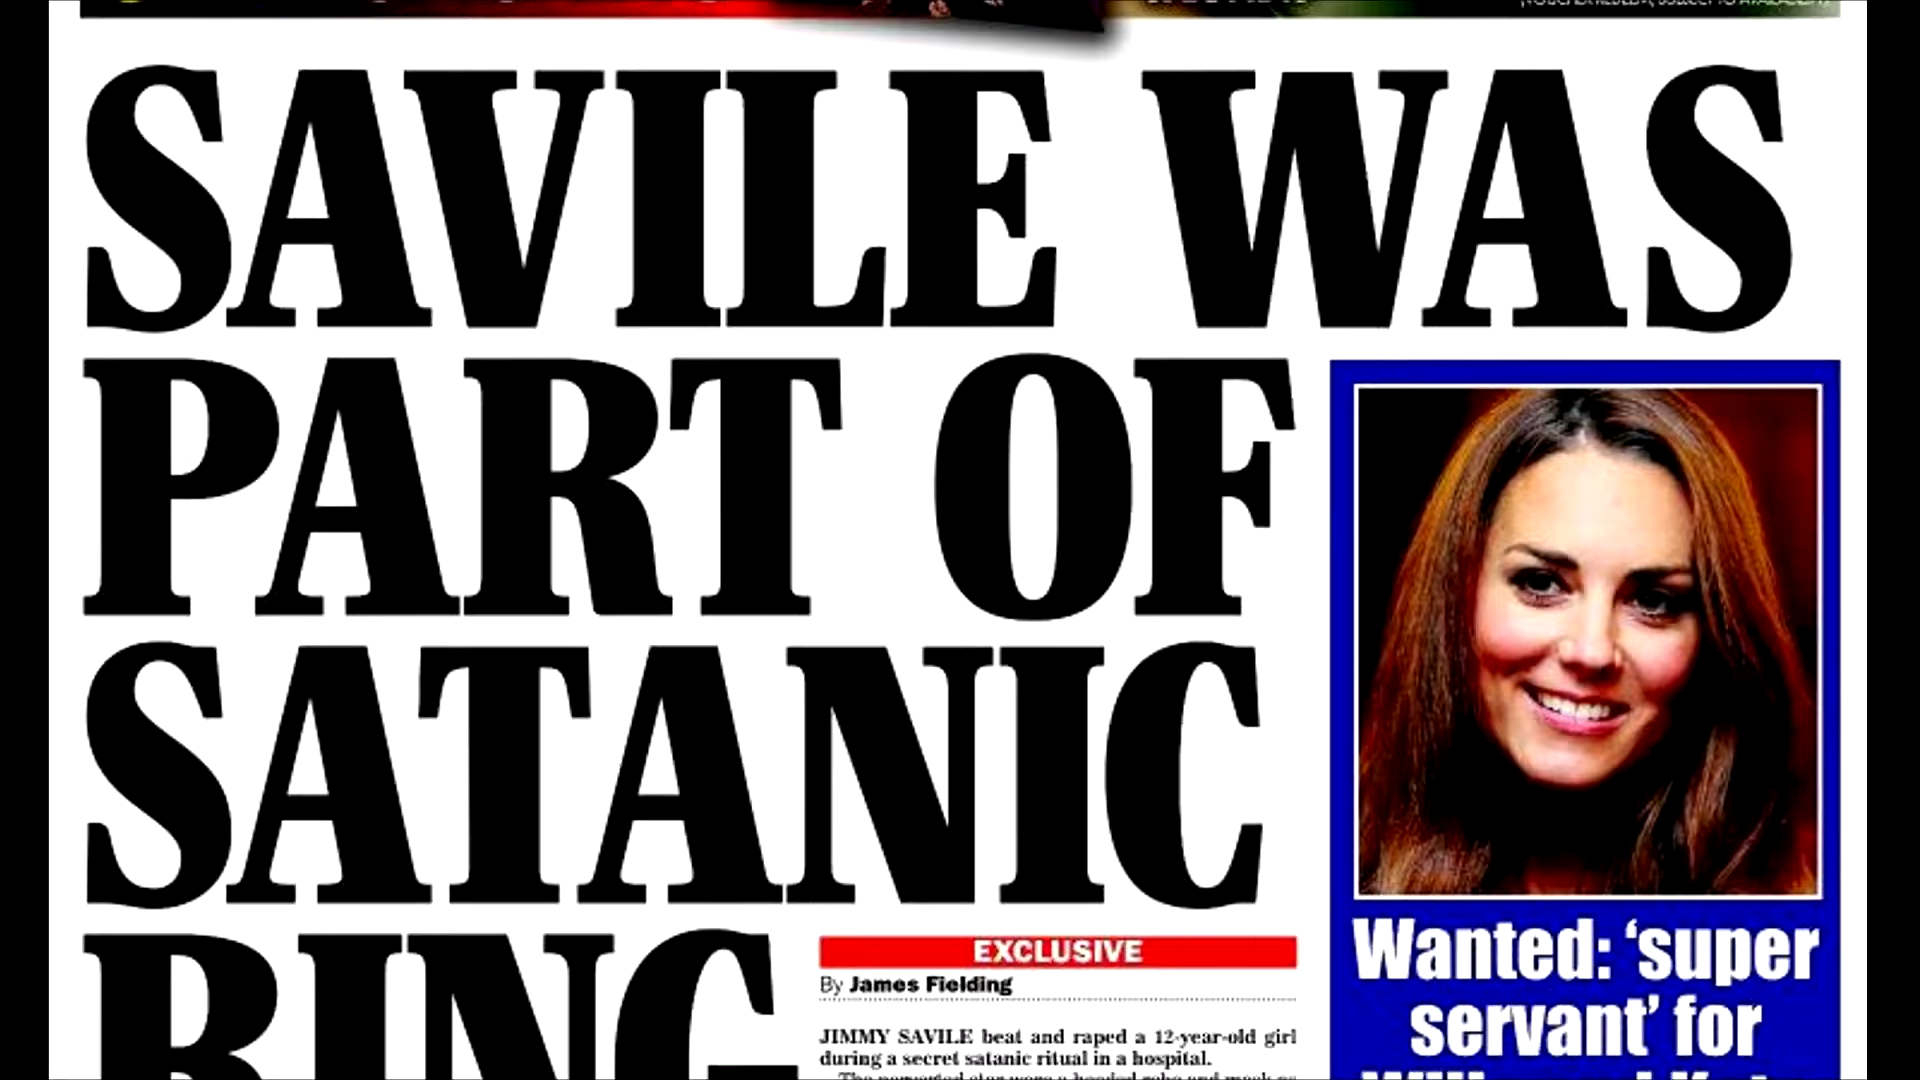 SAVILE WAS
PART OF
SATANIC
RING
EXCLUSIVE
By James Fielding
JIMMY SAVILE beat and raped a 12-year-old girl
during a secret satanic ritual in a hospital.
Wanted: ‘super
servant’ for